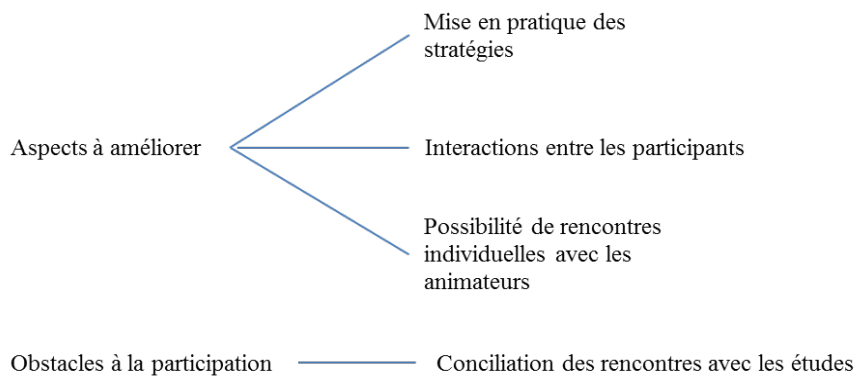 Mise en pratique des
stratégies
Aspects à améliorer
Interactions entre les participants
Possibilité de rencontres
individuelles avec les
animateurs
Obstacles à la participation
Conciliation des rencontres avec les études